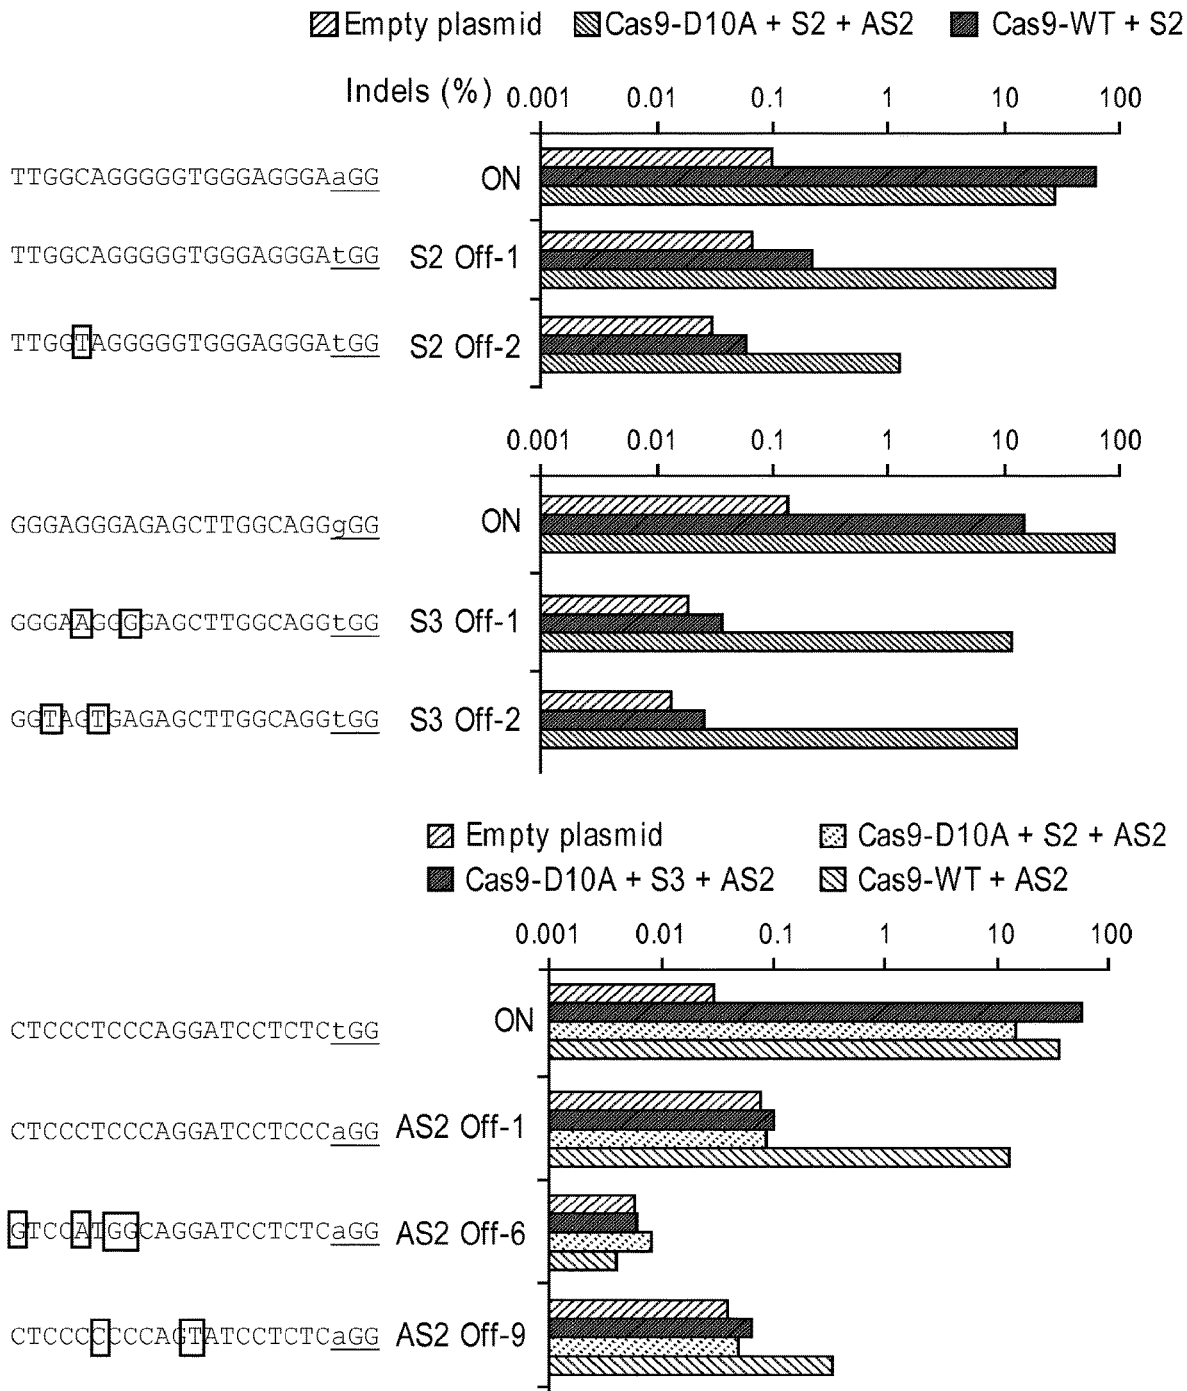 Empty plasmid Cas9-D10A + S2 + AS2 Cas9-WT + S2
Indels (%) 0.001 0.01 0.1 1 10 100
TTGGCAGGGGGTGGGAGGGAaGG ON
TTGGCAGGGGGTGGGAGGGAtGG S2 Off-1
TTGGTAGGGGGTGGGAGGGAtGG S2 Off-2
0.001 0.01 0.1 1 10 100
GGGAGGGAGAGCTTGGCAGGgGG ON
GGGAAGGGGAGCTTGGCAGGtGG S3 Off-1
GGTAGTGAGAGCTTGGCAGGtGG S3 Off-2
Empty plasmid Cas9-D10A + S2 + AS2
Cas9-D10A + S3 + AS2 Cas9-WT + AS2
0.001 0.01 0.1 1 10 100
CTCCCTCCCAGGATCCTCTCtGG ON
CTCCCTCCCAGGATCCTCCCaGG AS2 Off-1
GTCCATGGCAGGATCCTCTCaGG AS2 Off-6
CTCCCCCCCAGTATCCTCTCaGG AS2 Off-9